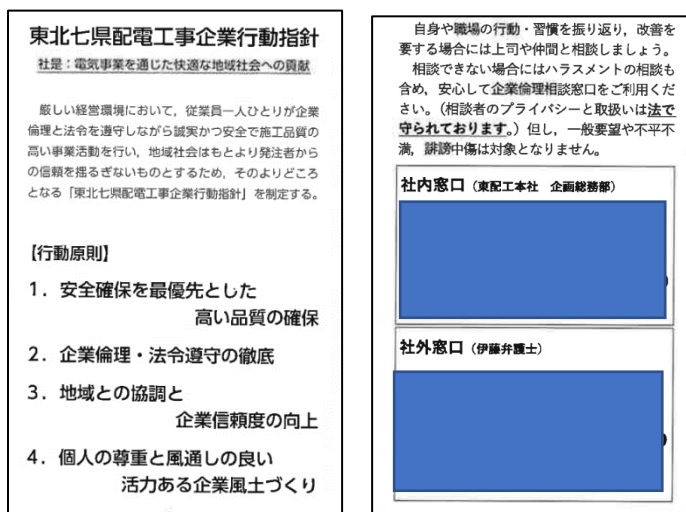 東北七県配電工事企業行動指針
社是：電気事業を通じた快適な地域社会への貢献
厳しい経営環境において，従業員一人ひとりが企業
倫理と法令を遵守しながら誠実かつ安全で施工品質の
高い事業活動を行い，地域社会はもとより発注者から
の信頼を揺るぎないものとするため，そのよりどころ
となる「東北七県配電工事企業行動指針」を制定する。
【行動原則】
1．安全確保を最優先とした
高い品質の確保
2．企業倫理・法令遵守の徹底
3．地域との協調と
企業信頼度の向上
4．個人の尊重と風通しの良い
活力ある企業風土づくり
自身や職場の行動・習慣を振り返り，改善を
要する場合には上司や仲間と相談しましょう。
相談できない場合にはハラスメントの相談も
含め，安心して企業倫理相談窓口をご利用くだ
さい。（相談者のプライバシーと取扱いは法で
守られております。）但し，一般要望や不平不
満，誹謗中傷は対象となりません。
社内窓口（東配工本社　企画総務部）
社外窓口（伊藤弁護士）